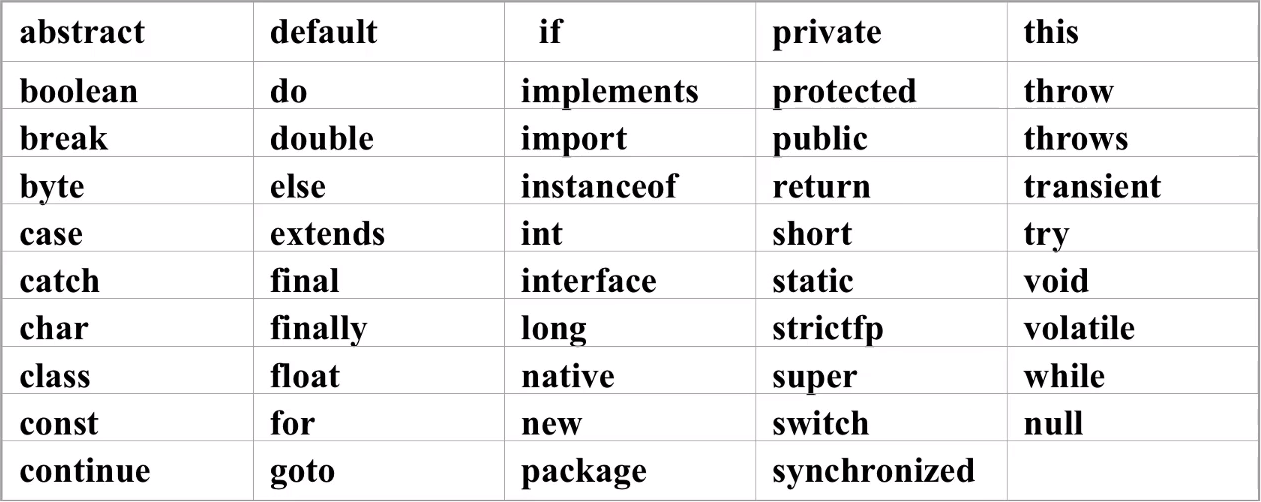 abstract default if private this
boolean do implements protected throw
break double import public throws
byte else instanceof return transient
case extends int short try
catch final interface static void
char finally long strictfp volatile
class float native super while
const for new switch null
continue goto package synchronized